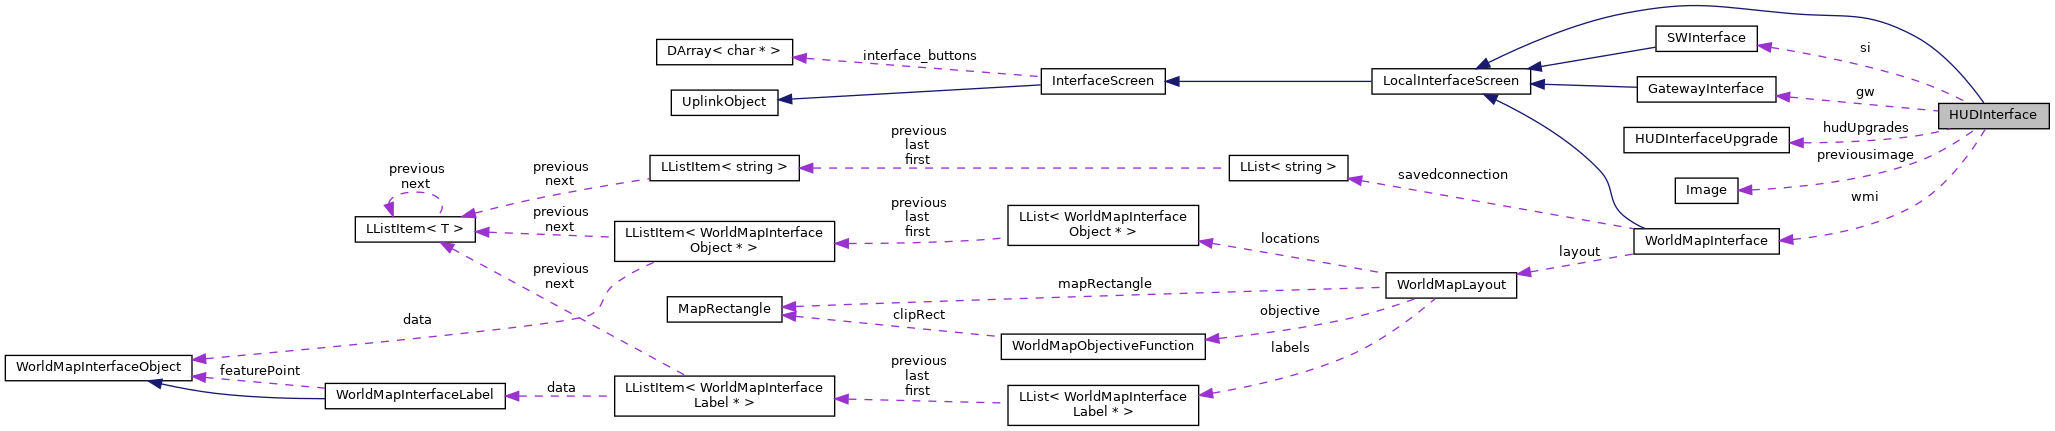 DArray< char * >
interface_buttons
UplinkObject
InterfaceScreen
LocalInterfaceScreen
SWInterface
si
GatewayInterface
gw
HUDInterface
HUDInterfaceUpgrade
hudUpgrades
previousimage
Image
wmi
previous
last
first
LListItem< string >
LList< string >
savedconnection
previous
next
previous
next
LListItem< T >
previous
next
previous
next
LListItem< WorldMapInterface
Object * >
previous
last
first
LList< WorldMapInterface
Object * >
locations
layout
WorldMapInterface
WorldMapLayout
mapRectangle
MapRectangle
clipRect
objective
WorldMapObjectiveFunction
labels
data
WorldMapInterfaceObject
featurePoint
WorldMapInterfaceLabel
data
LListItem< WorldMapInterface
Label * >
previous
last
first
LList< WorldMapInterface
Label * >